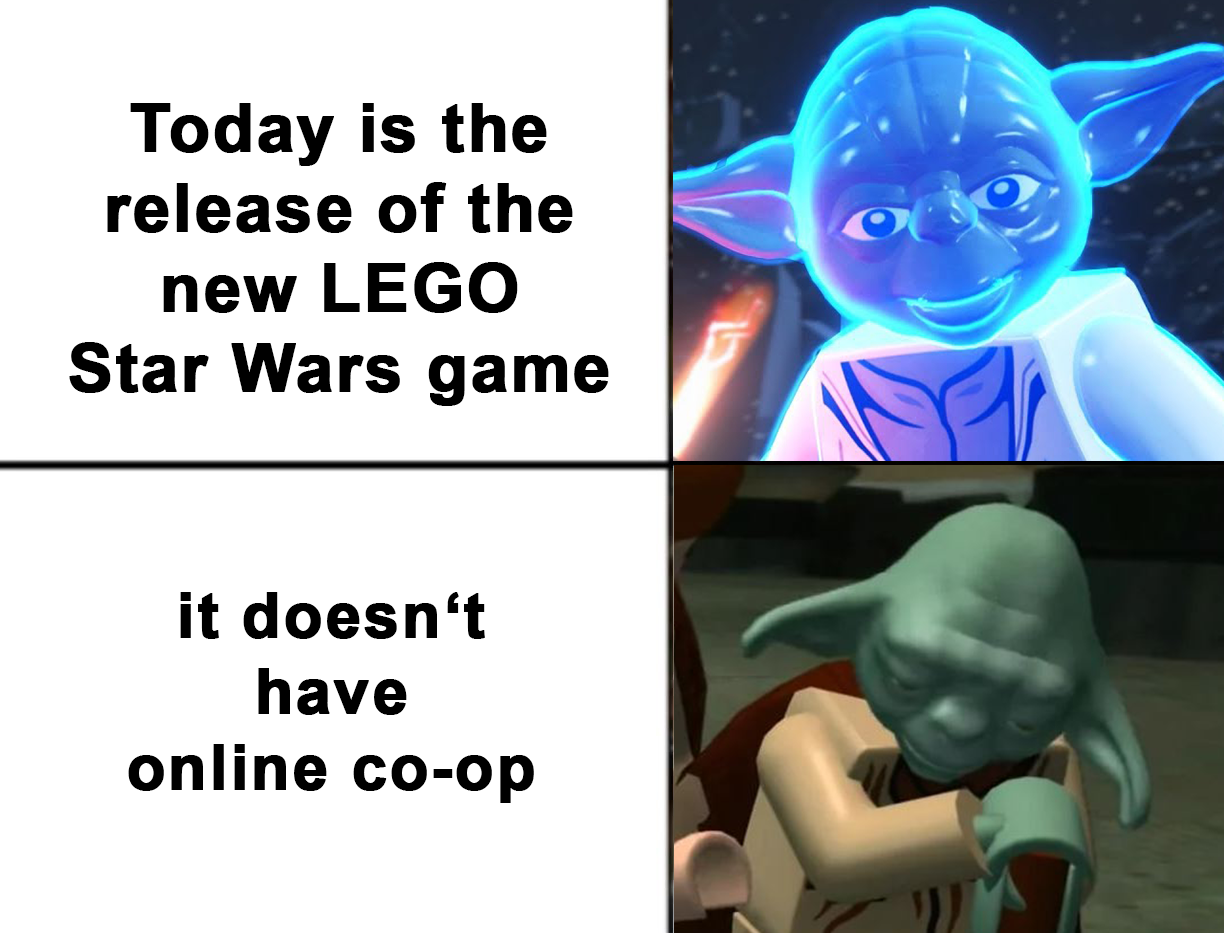 Today is the
release of the
new LEGO
Star Wars game
it doesn‘t
have
online co-op